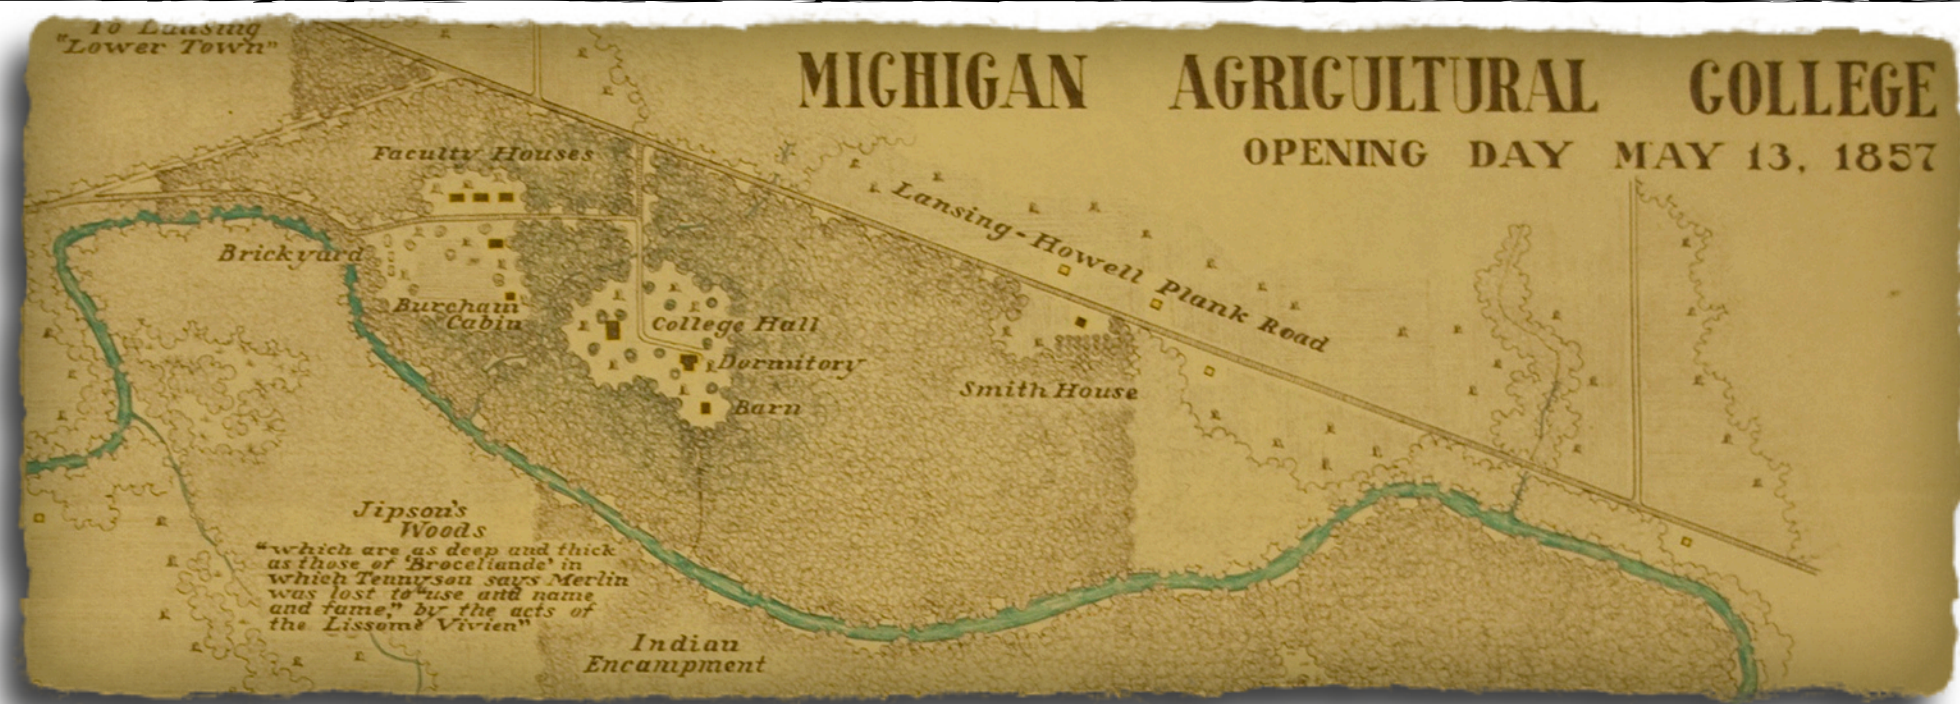 To Lansing
"Lower Town"
MICHIGAN AGRICULTURAL COLLEGE
OPENING DAY MAY 13, 1857
Faculty Houses
Lansing-Howell Plank Road
Brickyard
Burcham
Cabin
College Hall
Dormitory
Barn
Smith House
Jipson's
Woods
"which are as deep and thick
as those of 'Broceliande' in
which Tennyson says Merlin
was lost to "use and name
and fame," by the acts of
the Lissome Vivien"
Indian
Encampment